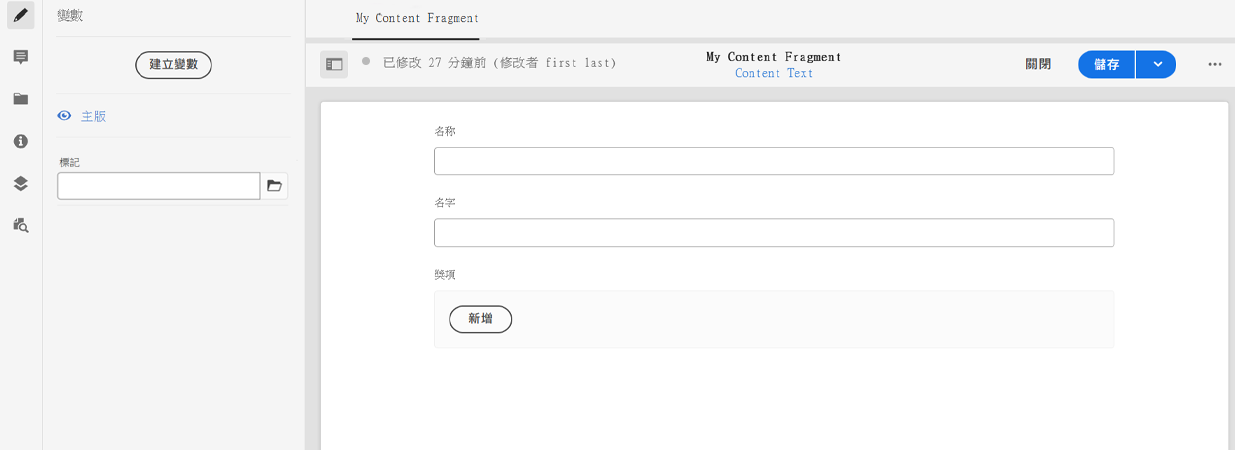 變數
建立變數
主版
標記
My Content Fragment
已修改 27 分鐘前 (修改者 first last)
My Content Fragment
Content Text
關閉
儲存
名称
名字
獎項
新增